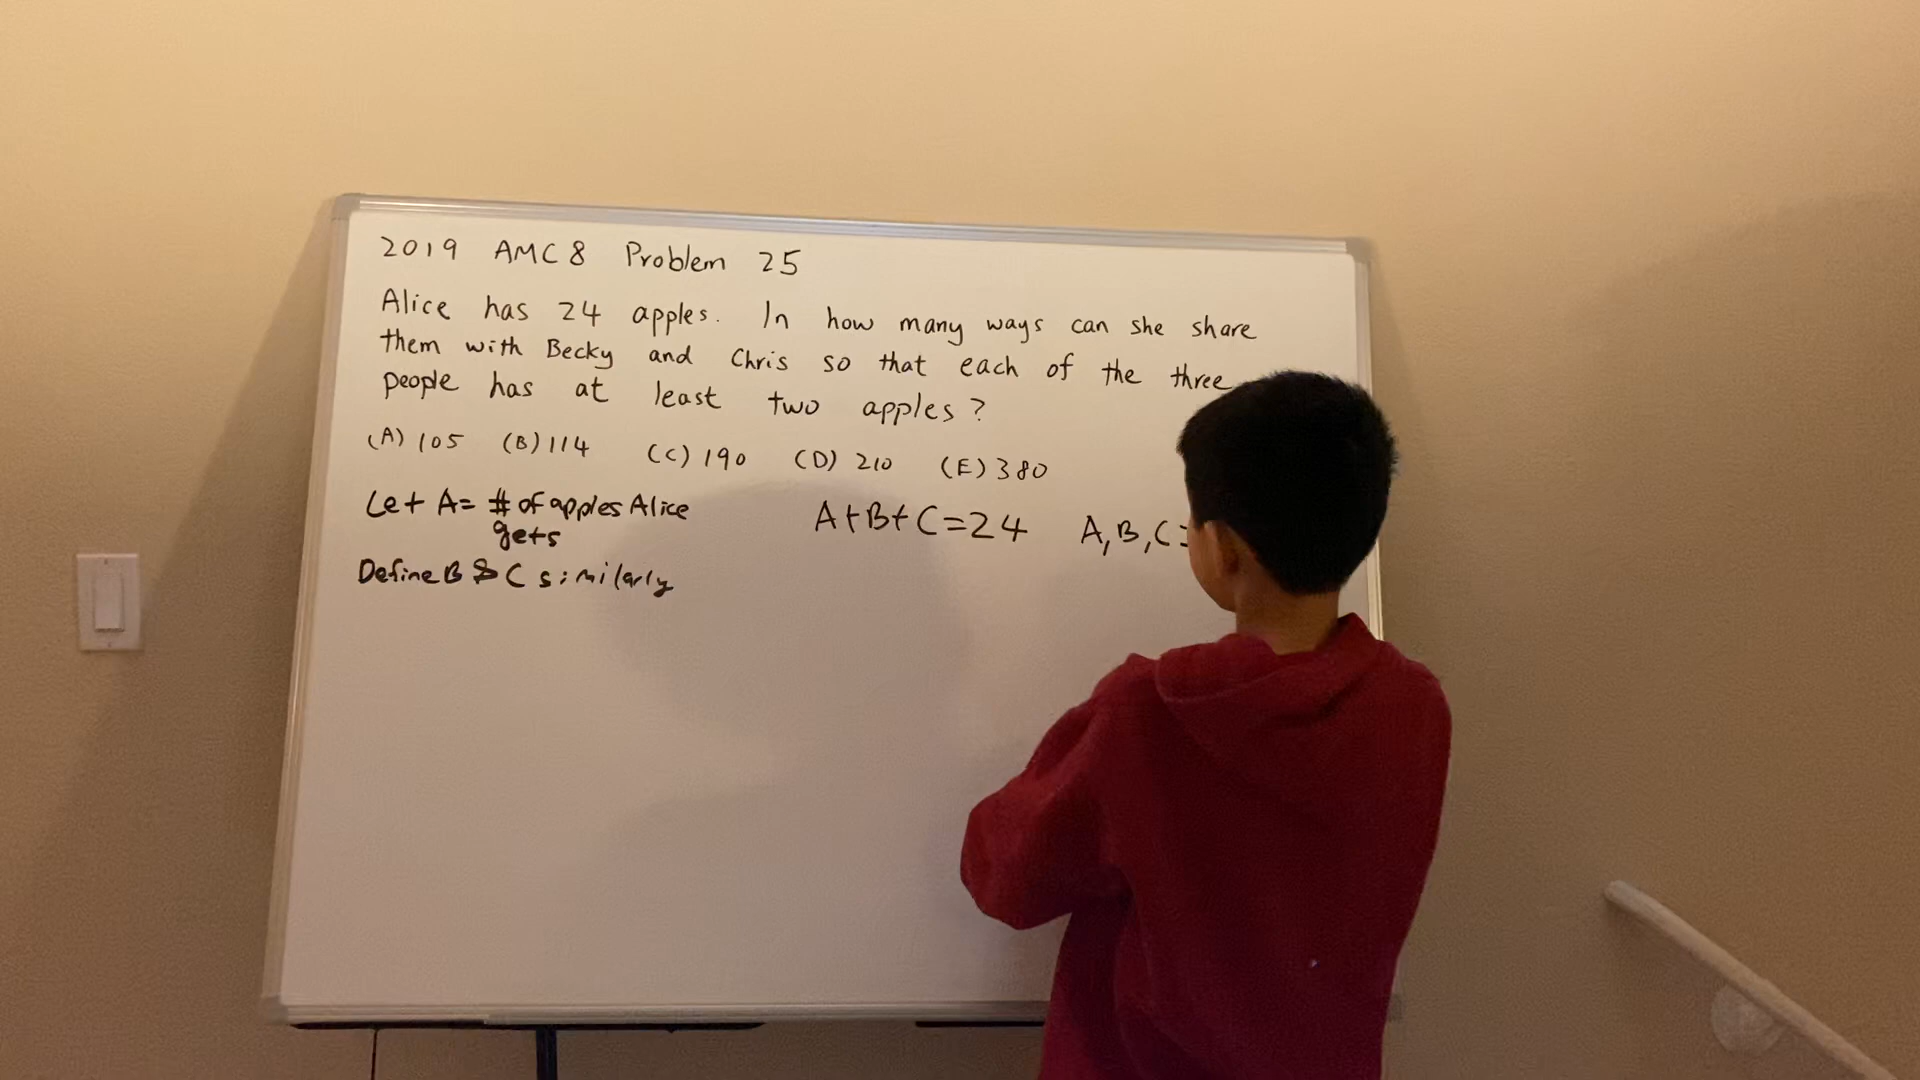 2019 AMC 8 Problem 25
Alice has 24 apples. In how many ways can she share
them with Becky and Chris so that each of the three
people has at least two apples?
(A) 105 (B) 114 (C) 190 (D) 210 (E) 380
Let A= # of apples Alice
gets
Define B & C similarly
A+B+C=24 A,B,C